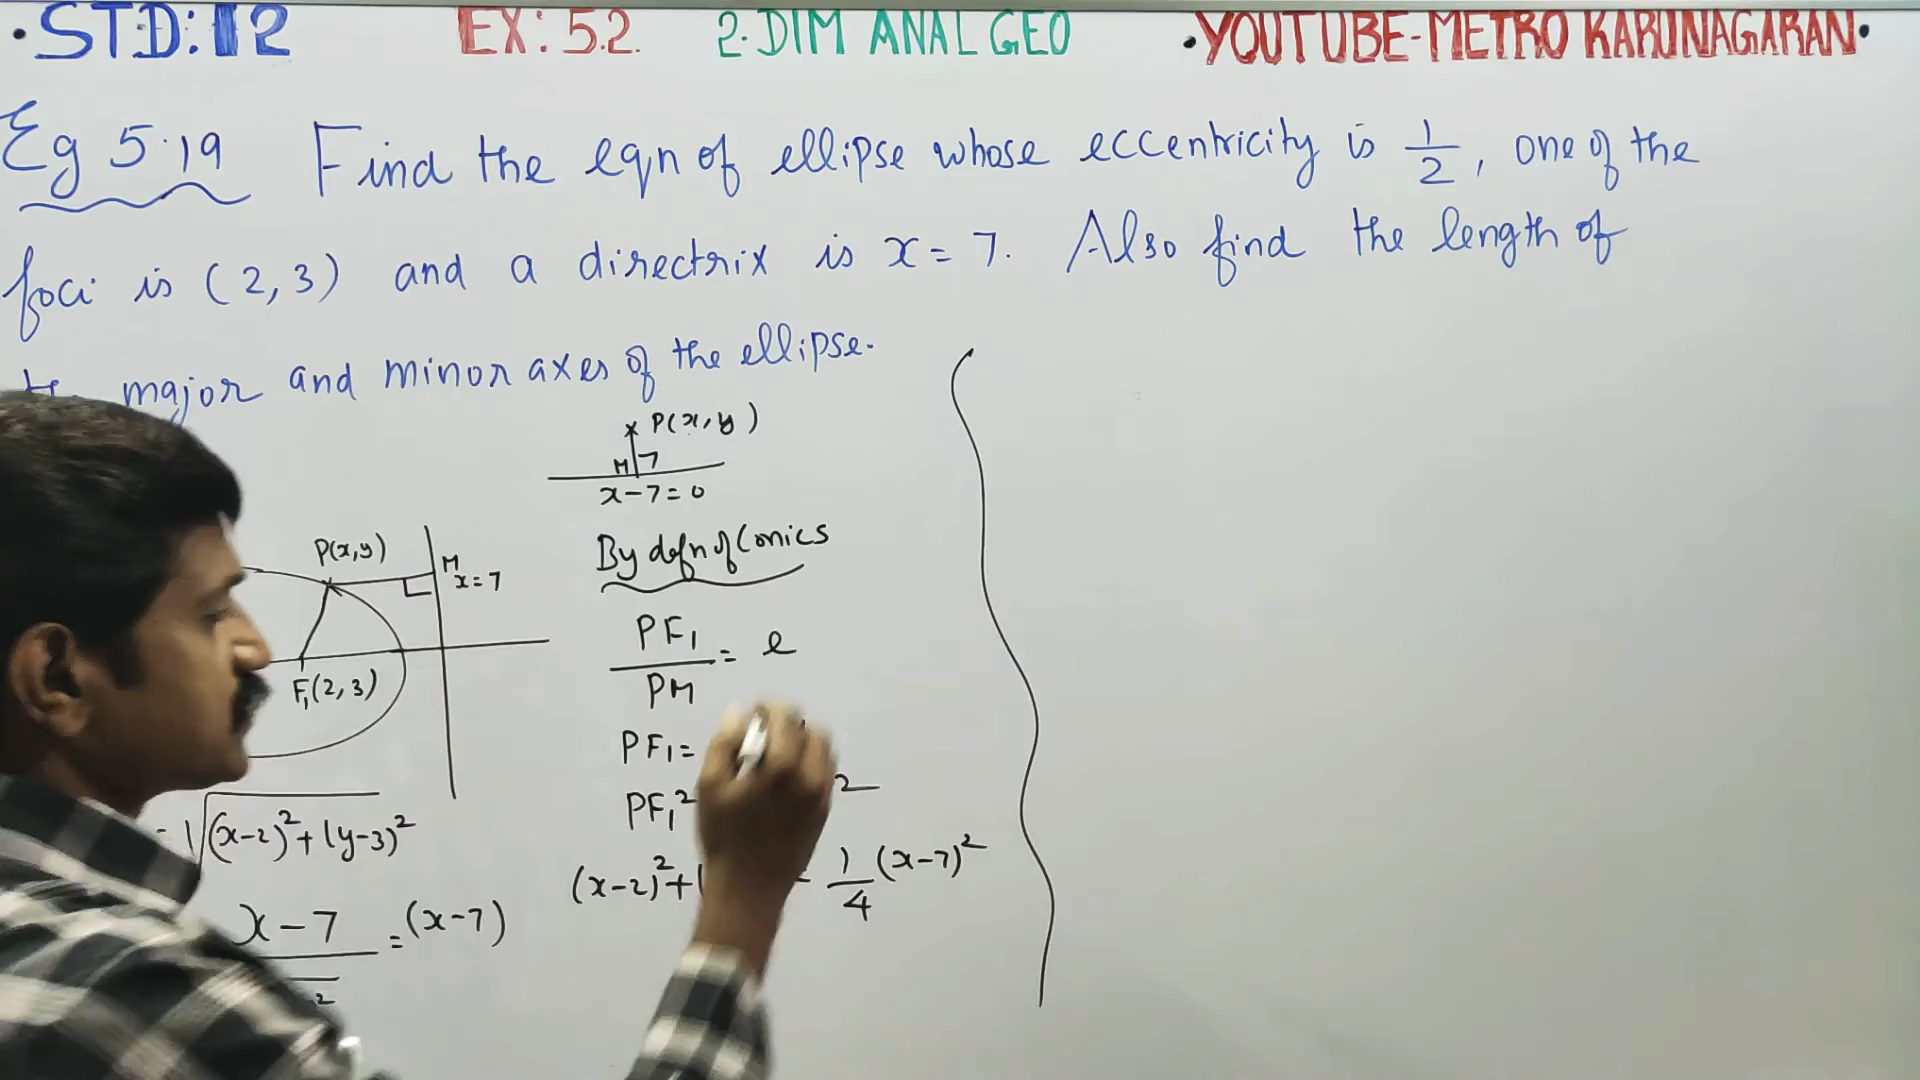 ·STD:12 EX: 5.2. 2-DIM ANAL GEO ·YOUTUBE-METRO KARUNAGARAN·
Eg 5.19 Find the eqn of ellipse whose eccentricity is 1/2, one of the
foci is (2,3) and a directrix is x=7. Also find the length of
major and minor axes of the ellipse.
P(x,y)
M
x-7=0
P(x,y)
M
x=7
F₁(2,3)
= √(x-2)²+(y-3)²
x-7 = (x-7)
By defn of Conics
PF₁/PM = e
PF₁=
PF₁²
(x-2)²+( = 1/4 (x-7)²